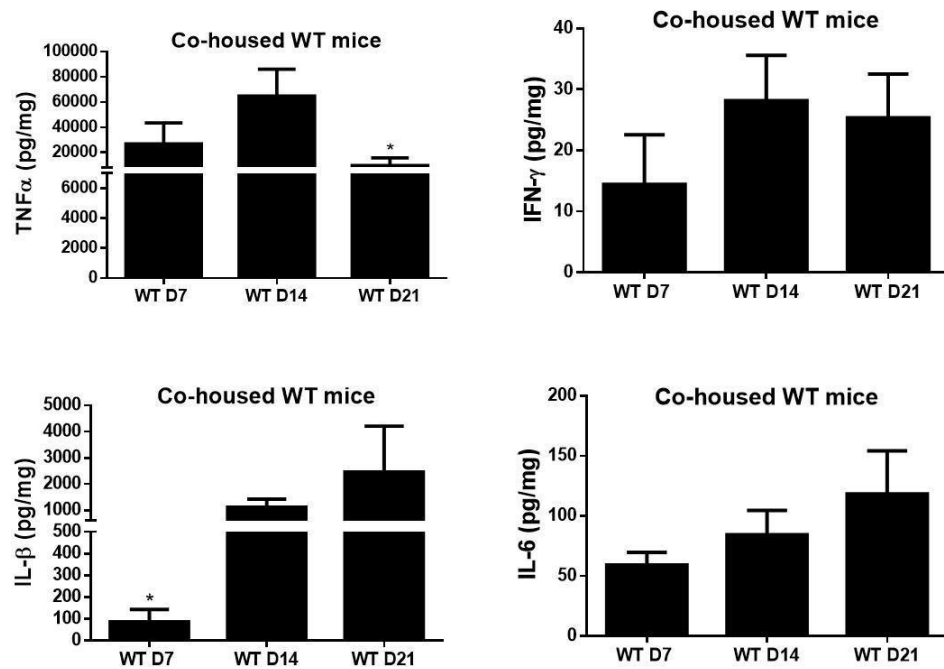 Co-housed WT mice
TNFα (pg/mg)
100000
80000
60000
40000
20000
6000
4000
2000
0
*
WT D7 WT D14 WT D21
Co-housed WT mice
IFN-γ (pg/mg)
40
30
20
10
0
WT D7 WT D14 WT D21
Co-housed WT mice
IL-β (pg/mg)
5000
4000
3000
2000
1000
500
400
300
200
100
0
*
WT D7 WT D14 WT D21
Co-housed WT mice
IL-6 (pg/mg)
200
150
100
50
0
WT D7 WT D14 WT D21